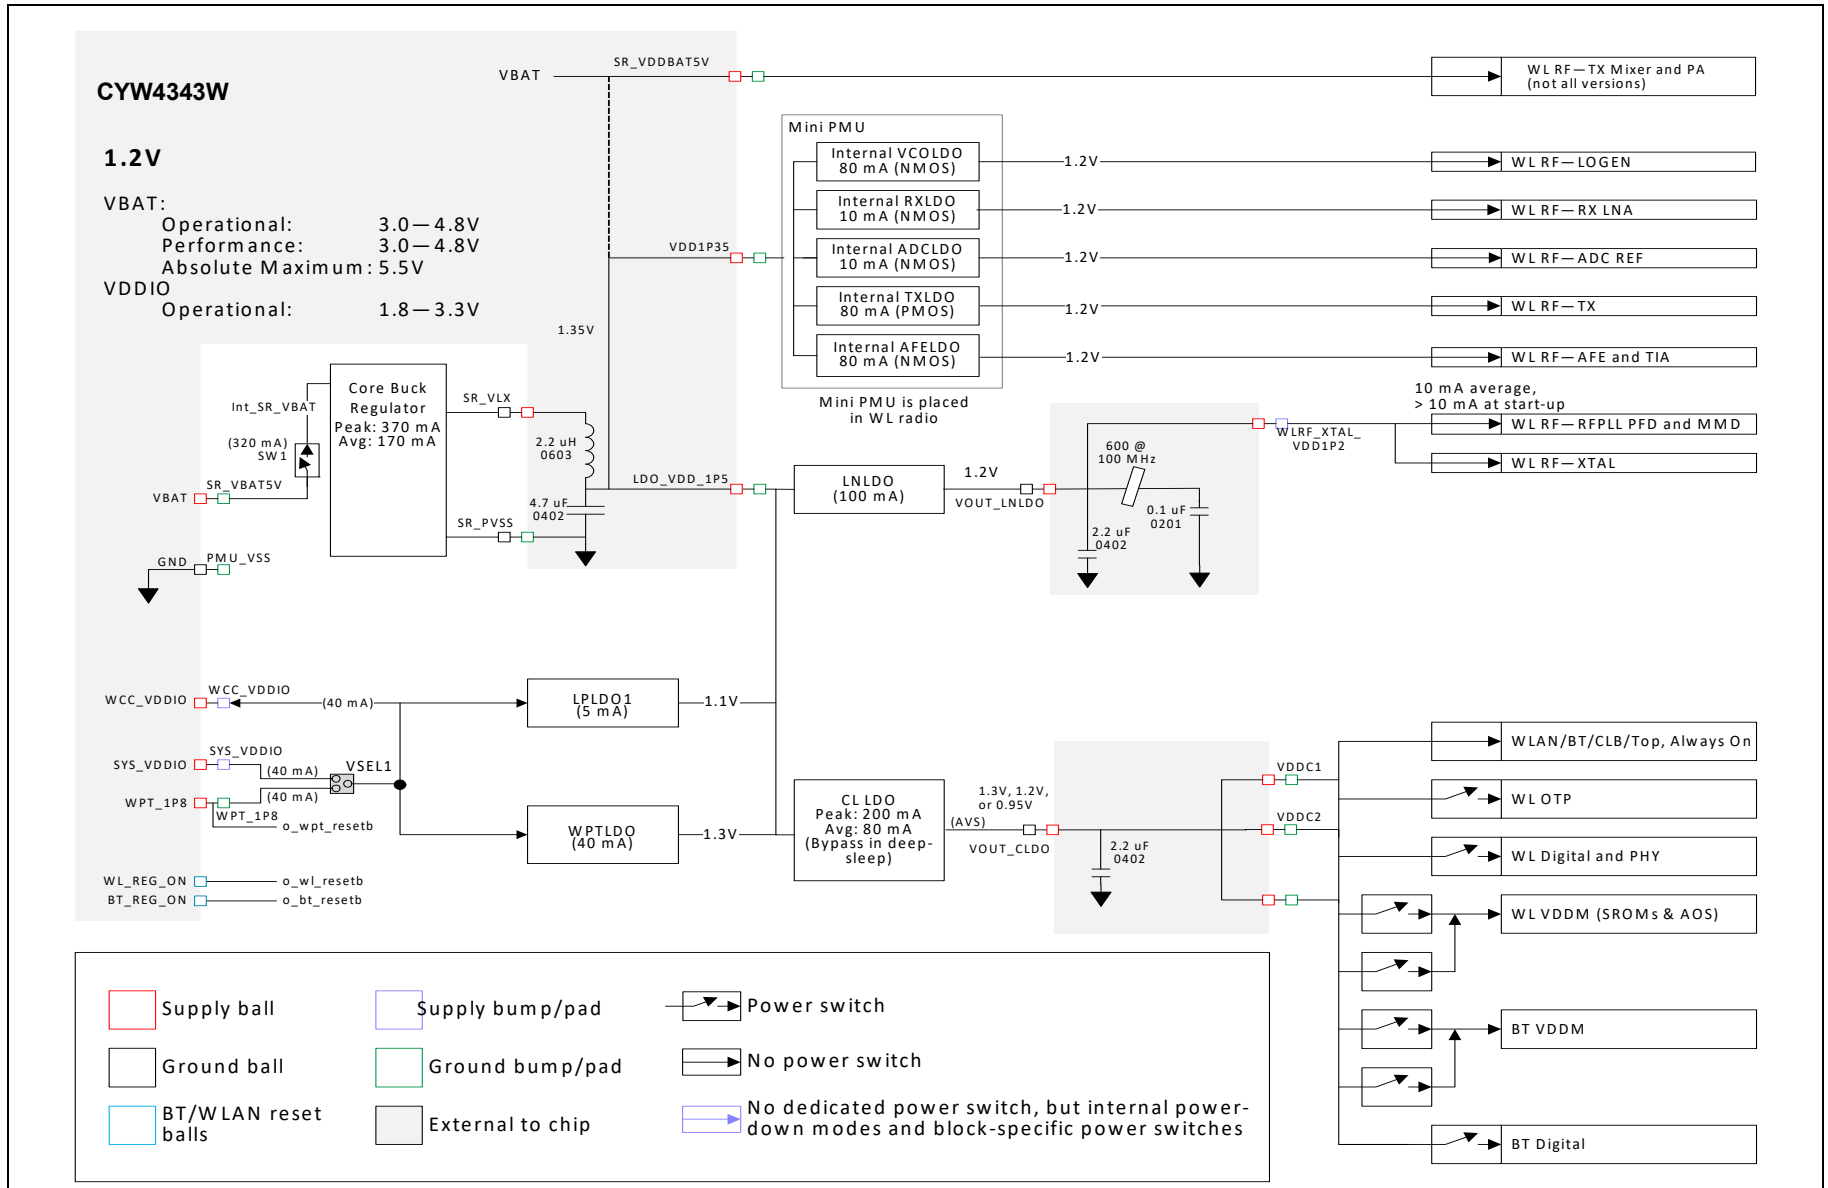 CYW4343W
1.2V
VBAT:
Operational: 3.0—4.8V
Performance: 3.0—4.8V
Absolute Maximum: 5.5V
VDDIO
Operational: 1.8—3.3V
VBAT
SR_VDDBAT5V
WL RF—TX Mixer and PA
(not all versions)
Mini PMU
Internal VCOLDO
80 mA (NMOS)
1.2V
WL RF—LOGEN
Internal RXLDO
10 mA (NMOS)
1.2V
WL RF—RX LNA
VDD1P35
Internal ADCLDO
10 mA (NMOS)
1.2V
WL RF—ADC REF
Internal TXLDO
80 mA (PMOS)
1.2V
WL RF—TX
1.35V
Internal AFELDO
80 mA (NMOS)
1.2V
WL RF—AFE and TIA
Mini PMU is placed
in WL radio
10 mA average,
> 10 mA at start-up
WL RF—RFPLL PFD and MMD
WL RF—XTAL
WLRF_XTAL_
VDD1P2
Core Buck
Regulator
Peak: 370 mA
Avg: 170 mA
Int_SR_VBAT
(320 mA)
SW1
SR_VBAT5V
VBAT
SR_VLX
2.2 uH
0603
4.7 uF
0402
SR_PVSS
GND
PMU_VSS
LDO_VDD_1P5
LNLDO
(100 mA)
1.2V
VOUT_LNLDO
600 @
100 MHz
2.2 uF
0402
0.1 uF
0201
WCC_VDDIO
WCC_VDDIO
(40 mA)
LPLDO1
(5 mA)
1.1V
SYS_VDDIO
SYS_VDDIO
(40 mA)
VSEL1
WPT_1P8
(40 mA)
WPT_1P8
o_wpt_resetb
WPTLDO
(40 mA)
1.3V
WL_REG_ON
o_wl_resetb
BT_REG_ON
o_bt_resetb
CL LDO
Peak: 200 mA
Avg: 80 mA
(Bypass in deep-
sleep)
1.3V, 1.2V,
or 0.95V
(AVS)
VOUT_CLDO
2.2 uF
0402
VDDC1
VDDC2
WLAN/BT/CLB/Top, Always On
WL OTP
WL Digital and PHY
WL VDDM (SROMs & AOS)
BT VDDM
BT Digital
Supply ball
Supply bump/pad
Power switch
Ground ball
Ground bump/pad
No power switch
BT/WLAN reset
balls
External to chip
No dedicated power switch, but internal power-
down modes and block-specific power switches